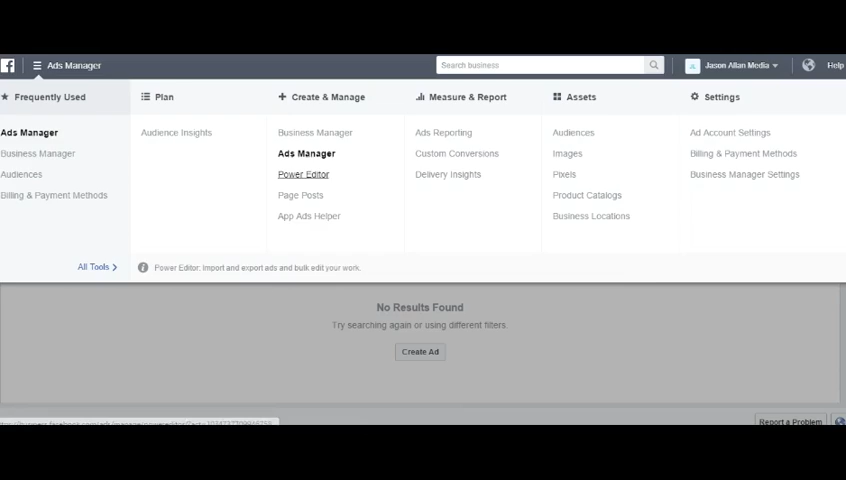 f Ads Manager Search business Jason Allan Media Help
Frequently Used
Ads Manager
Business Manager
Audiences
Billing & Payment Methods
All Tools
Plan
Audience Insights
Create & Manage
Business Manager
Ads Manager
Power Editor
Page Posts
App Ads Helper
Measure & Report
Ads Reporting
Custom Conversions
Delivery Insights
Assets
Audiences
Images
Pixels
Product Catalogs
Business Locations
Settings
Ad Account Settings
Billing & Payment Methods
Business Manager Settings
Power Editor: Import and export ads and bulk edit your work.
No Results Found
Try searching again or using different filters.
Create Ad
Report a Problem